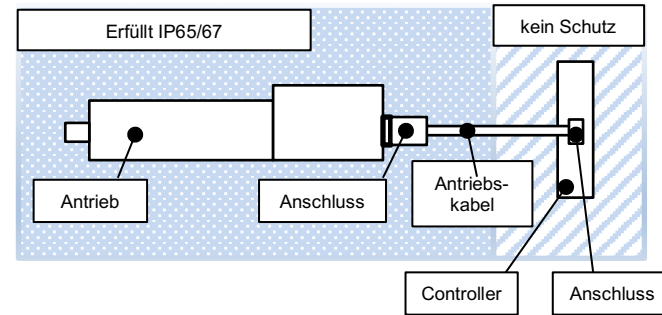 Erfüllt IP65/67
kein Schutz
Antrieb
Anschluss
Antriebs-
kabel
Controller
Anschluss